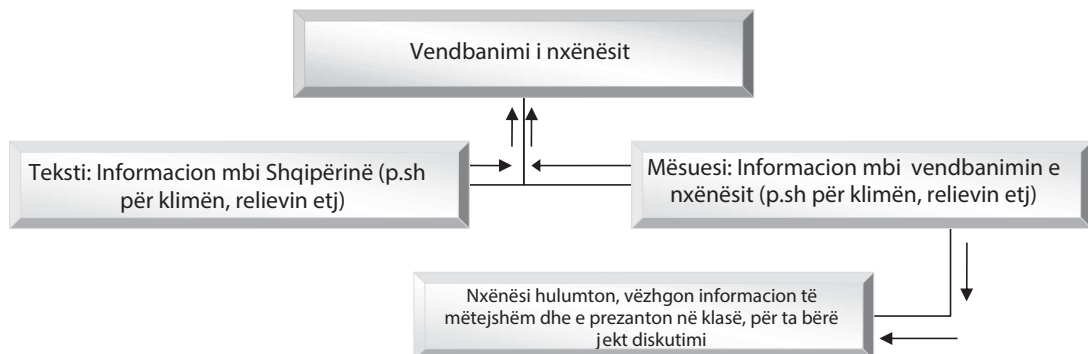 Vendbanimi i nxënësit
Teksti: Informacion mbi Shqipërinë (p.sh
për klimën, relievin etj)
Mësuesi: Informacion mbi vendbanimin e
nxënësit (p.sh për klimën, relievin etj)
Nxënësi hulumton, vëzhgon informacion të
mëtejshëm dhe e prezanton në klasë, për ta bërë
jekt diskutimi